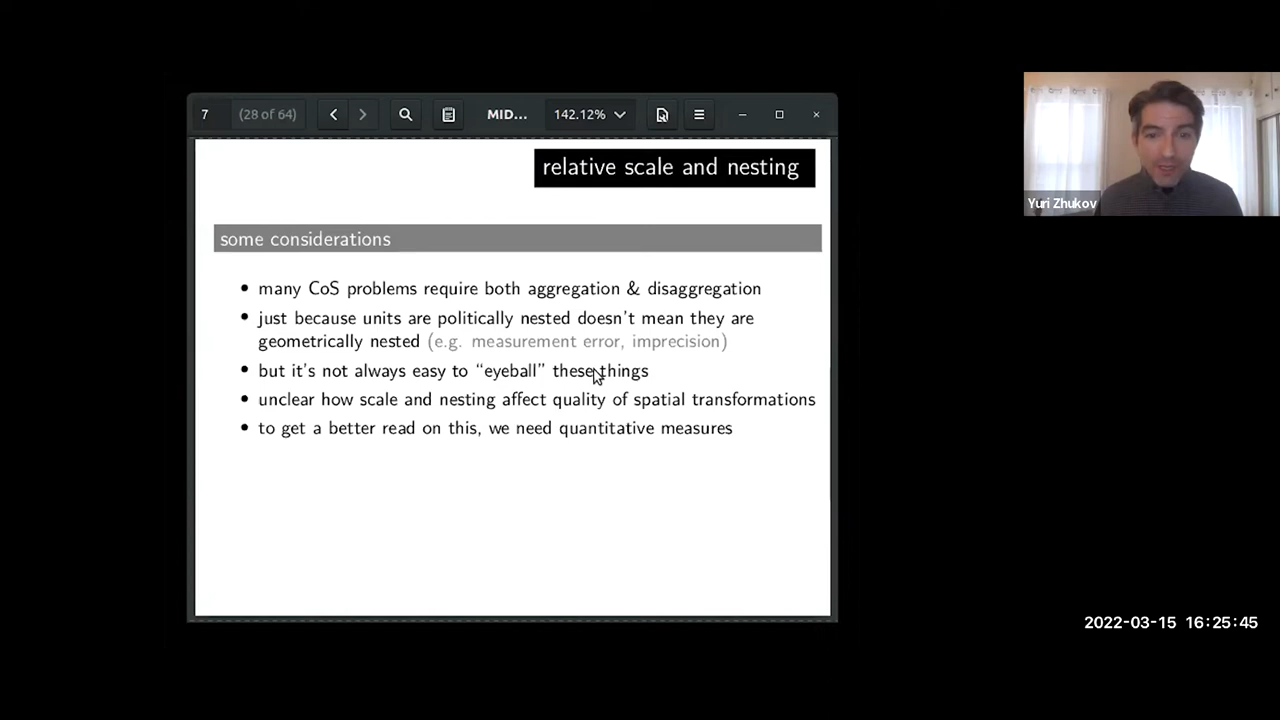 7 (28 of 64) MID... 142.12%
relative scale and nesting
some considerations
• many CoS problems require both aggregation & disaggregation
• just because units are politically nested doesn't mean they are
geometrically nested (e.g. measurement error, imprecision)
• but it's not always easy to “eyeball” these things
• unclear how scale and nesting affect quality of spatial transformations
• to get a better read on this, we need quantitative measures
Yuri Zhukov
2022-03-15 16:25:45